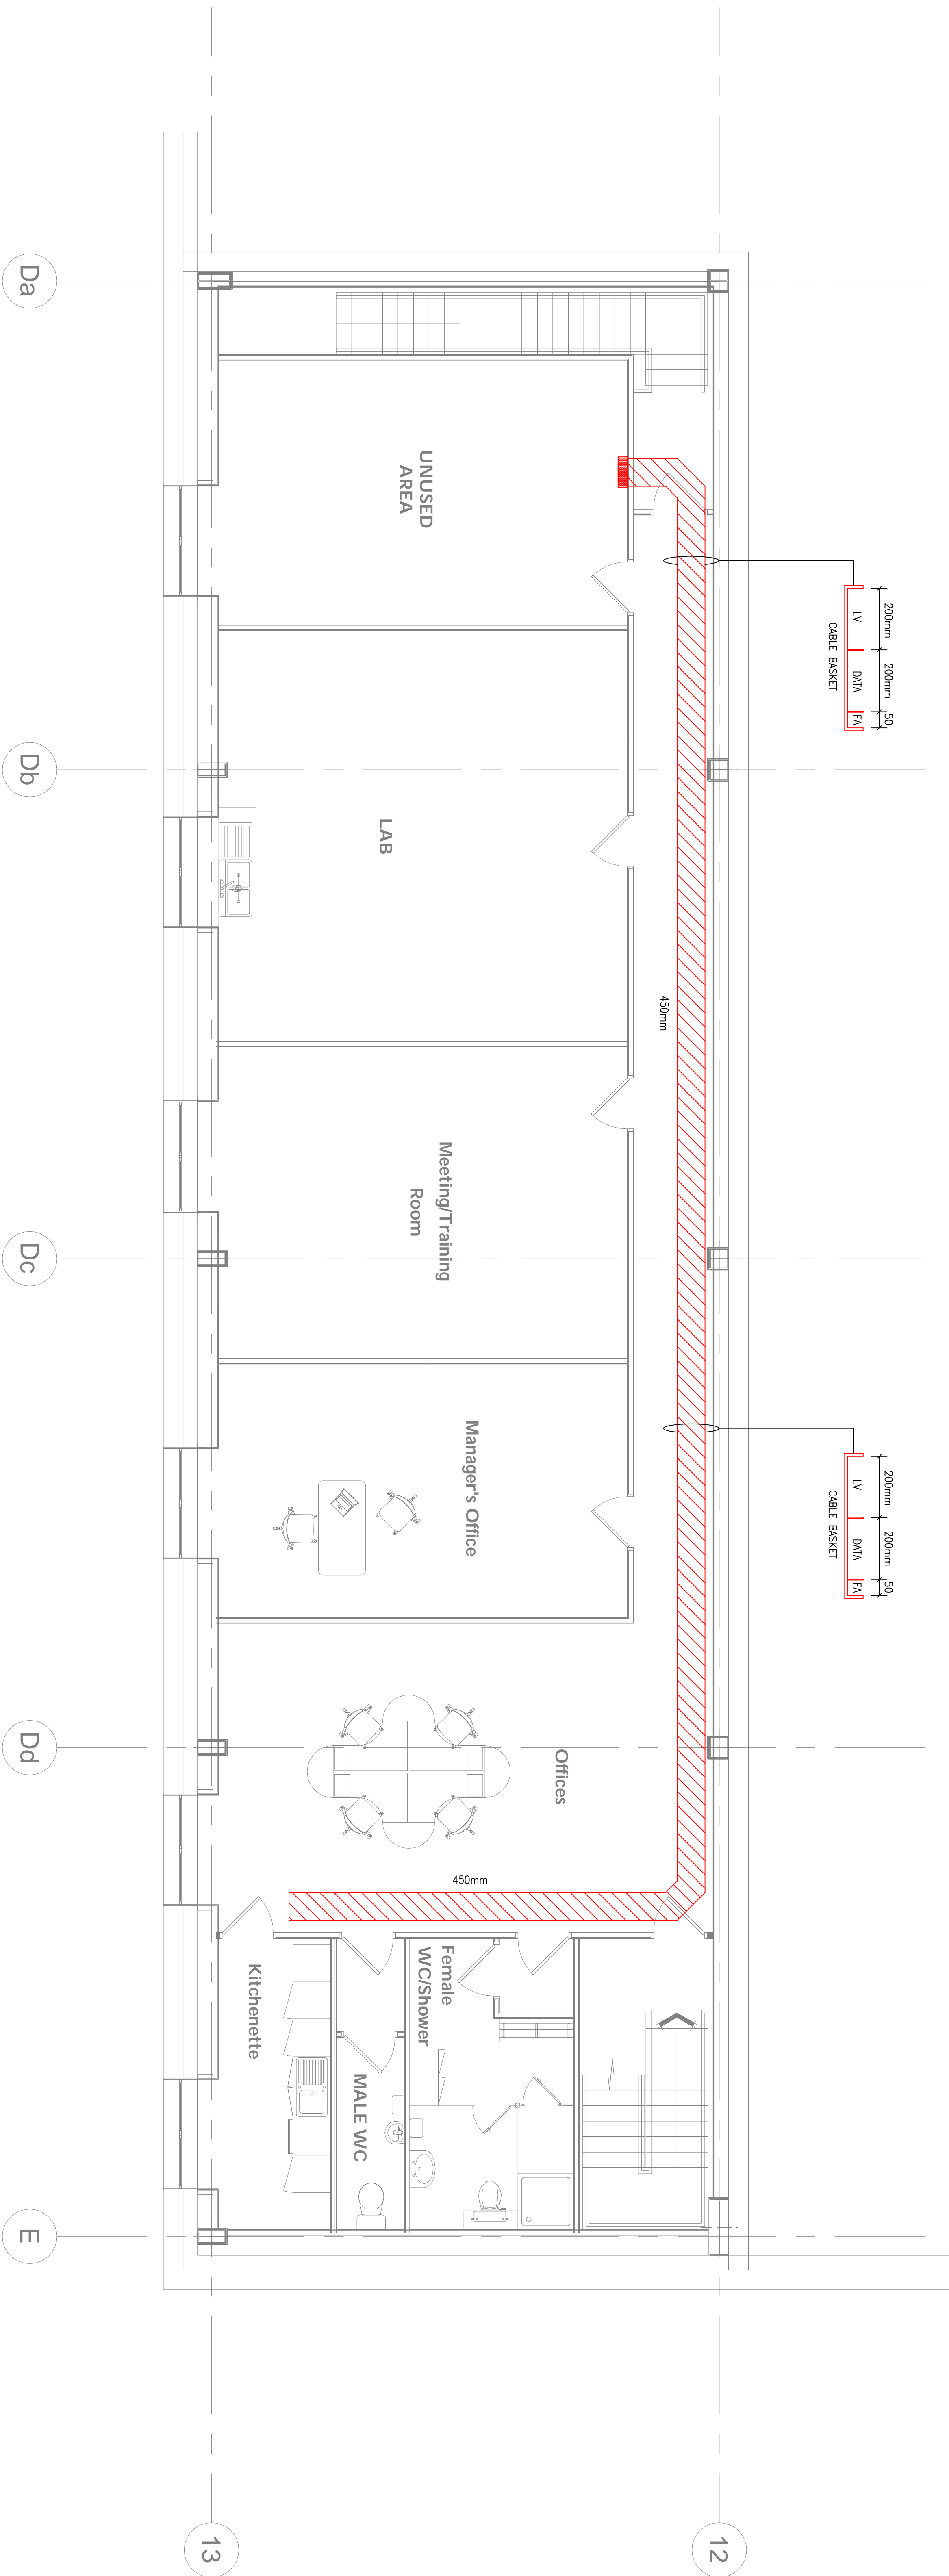 12
13
Da
Db
Dc
Dd
E
200mm
200mm
50
LV
DATA
FA
CABLE BASKET
200mm
200mm
50
LV
DATA
FA
CABLE BASKET
450mm
450mm
UNUSED
AREA
LAB
Meeting/Training
Room
Manager's Office
Offices
Female
WC/Shower
MALE WC
Kitchenette